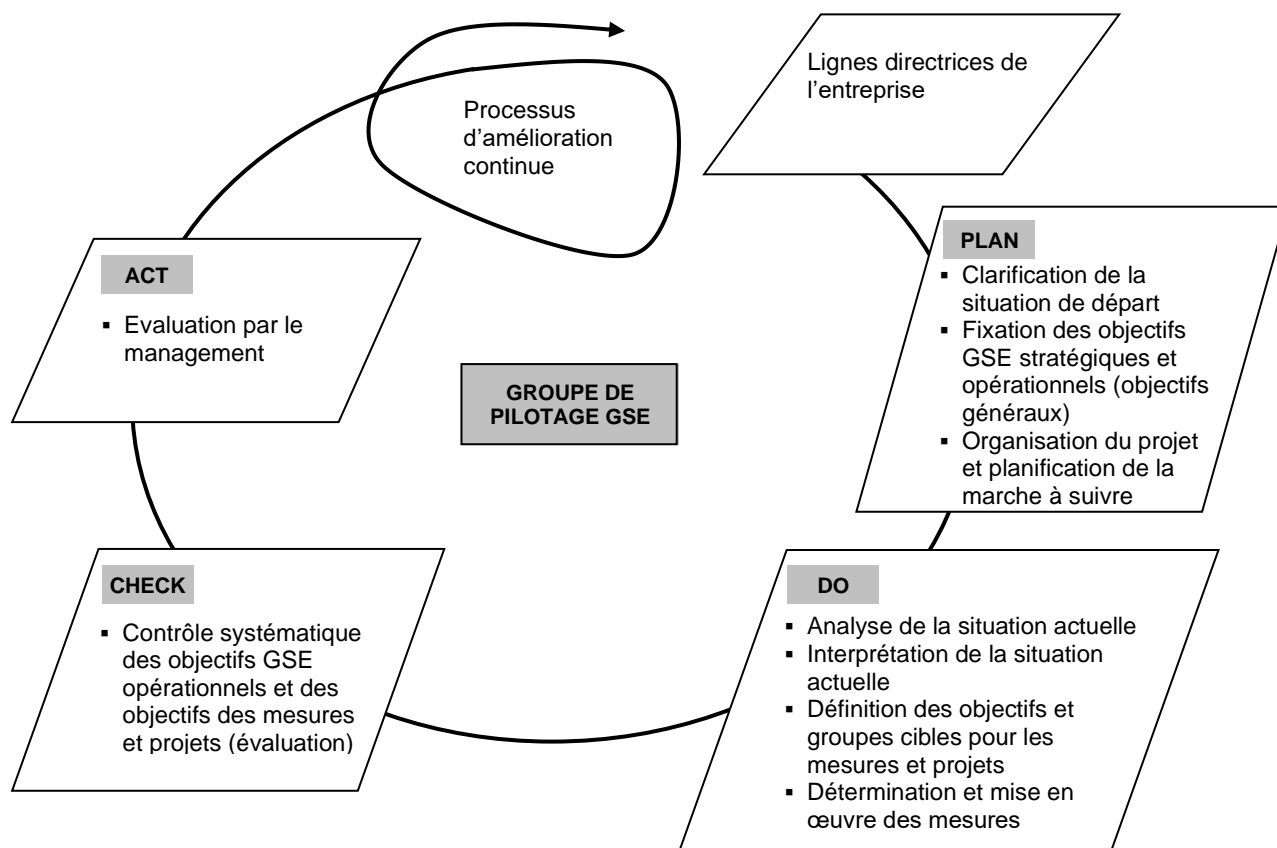 Lignes directrices de
l’entreprise
Processus
d’amélioration
continue
PLAN
▪ Clarification de la
situation de départ
▪ Fixation des objectifs
GSE stratégiques et
opérationnels (objectifs
généraux)
▪ Organisation du projet
et planification de la
marche à suivre
ACT
▪ Evaluation par le
management
GROUPE DE
PILOTAGE GSE
CHECK
▪ Contrôle systématique
des objectifs GSE
opérationnels et des
objectifs des mesures
et projets (évaluation)
DO
▪ Analyse de la situation actuelle
▪ Interprétation de la situation
actuelle
▪ Définition des objectifs et
groupes cibles pour les
mesures et projets
▪ Détermination et mise en
œuvre des mesures